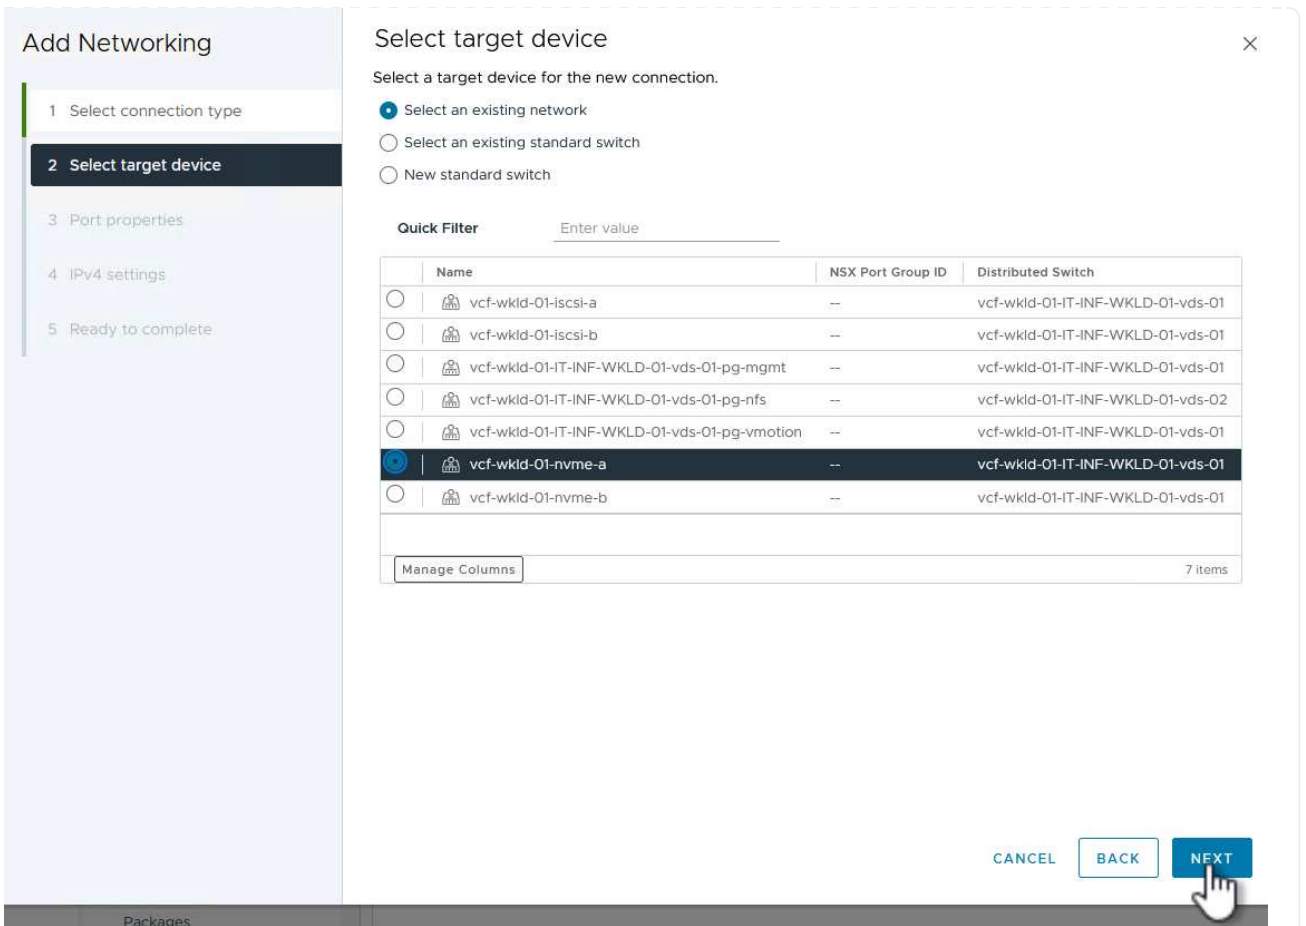 Add Networking
1 Select connection type
2 Select target device
3 Port properties
4 IPv4 settings
5 Ready to complete
Select target device
Select a target device for the new connection.
Select an existing network
Select an existing standard switch
New standard switch
Quick Filter Enter value
Name NSX Port Group ID Distributed Switch
vcf-wkld-01-iscsi-a -- vcf-wkld-01-IT-INF-WKLD-01-vds-01
vcf-wkld-01-iscsi-b -- vcf-wkld-01-IT-INF-WKLD-01-vds-01
vcf-wkld-01-IT-INF-WKLD-01-vds-01-pg-mgmt -- vcf-wkld-01-IT-INF-WKLD-01-vds-01
vcf-wkld-01-IT-INF-WKLD-01-vds-01-pg-nfs -- vcf-wkld-01-IT-INF-WKLD-01-vds-02
vcf-wkld-01-IT-INF-WKLD-01-vds-01-pg-vmotion -- vcf-wkld-01-IT-INF-WKLD-01-vds-01
vcf-wkld-01-nvme-a -- vcf-wkld-01-IT-INF-WKLD-01-vds-01
vcf-wkld-01-nvme-b -- vcf-wkld-01-IT-INF-WKLD-01-vds-01
Manage Columns 7 items
CANCEL BACK NEXT
Packages